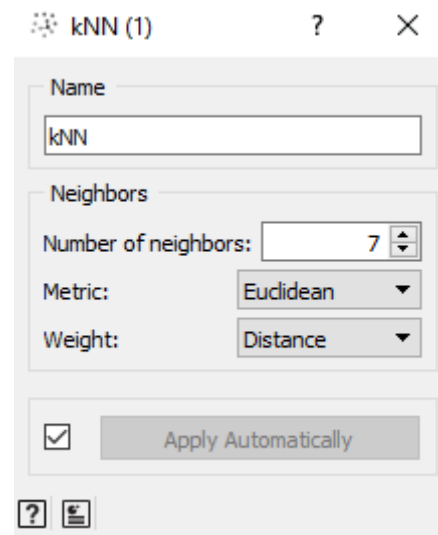 kNN (1) ? ×
Name
kNN
Neighbors
Number of neighbors: 7
Metric: Euclidean
Weight: Distance
Apply Automatically
?